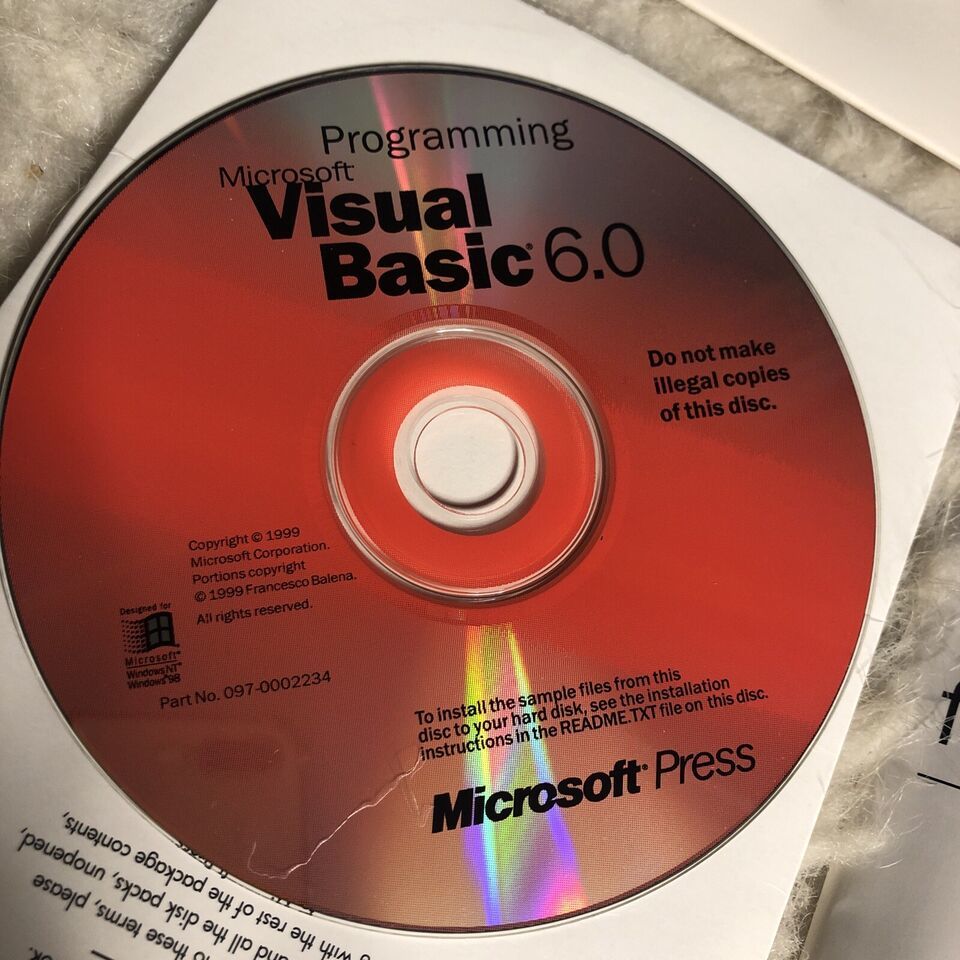 Programming
Microsoft
Visual
Basic® 6.0
Do not make
illegal copies
of this disc.
Copyright © 1999
Microsoft Corporation.
Portions copyright
© 1999 Francesco Balena.
All rights reserved.
Designed for
Microsoft®
Windows NT®
Windows®98
Part No. 097-0002234
To install the sample files from this
disc to your hard disk, see the installation
instructions in the README.TXT file on this disc.
Microsoft® Press
to these terms, please
and all the disk packs, unopened,
with the rest of the package contents,